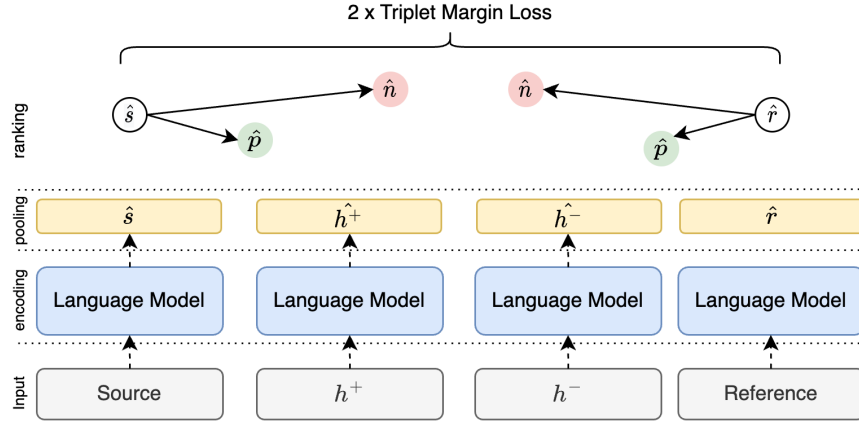 2 x Triplet Margin Loss
ranking
ŝ
n̂
p̂
n̂
p̂
r̂
pooling
ŝ
ĥ⁺
ĥ⁻
r̂
encoding
Language Model
Language Model
Language Model
Language Model
Input
Source
h⁺
h⁻
Reference